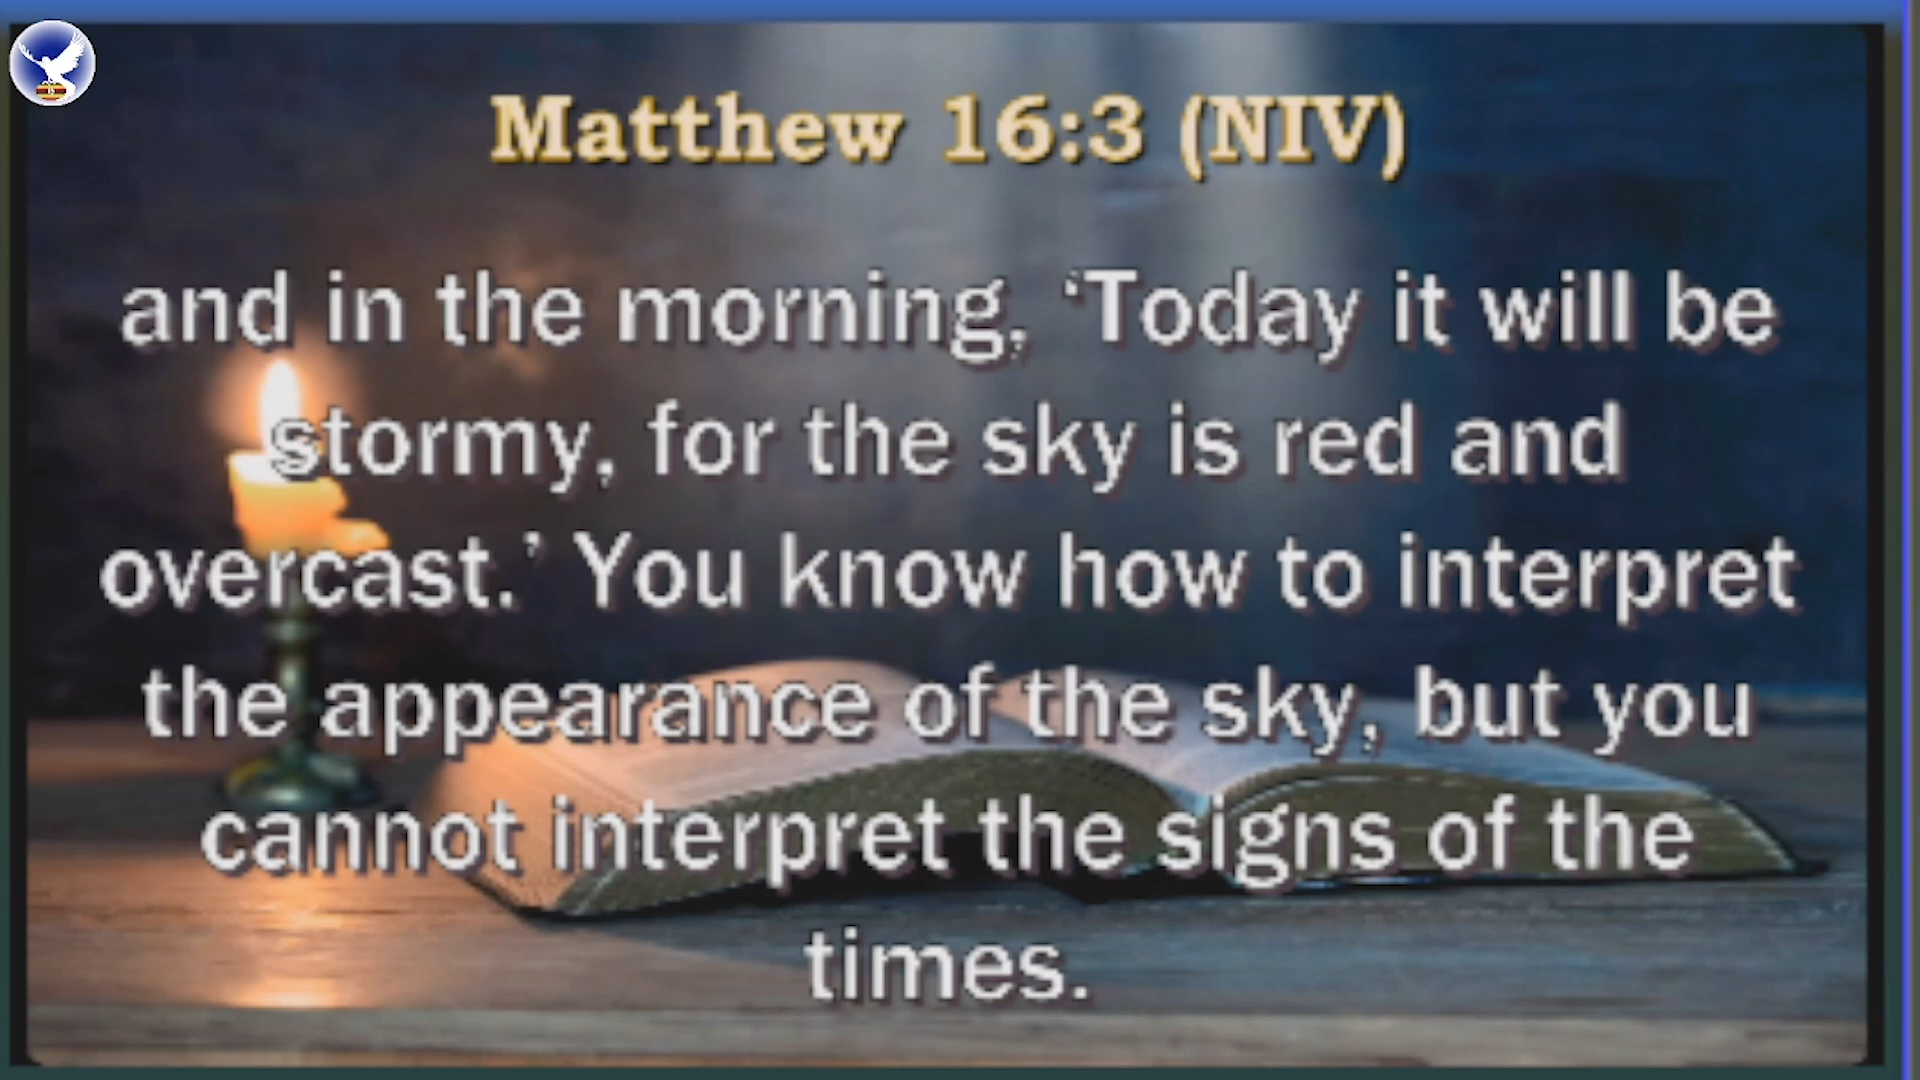 Matthew 16:3 (NIV)
and in the morning, ‘Today it will be
stormy, for the sky is red and
overcast.’ You know how to interpret
the appearance of the sky, but you
cannot interpret the signs of the
times.